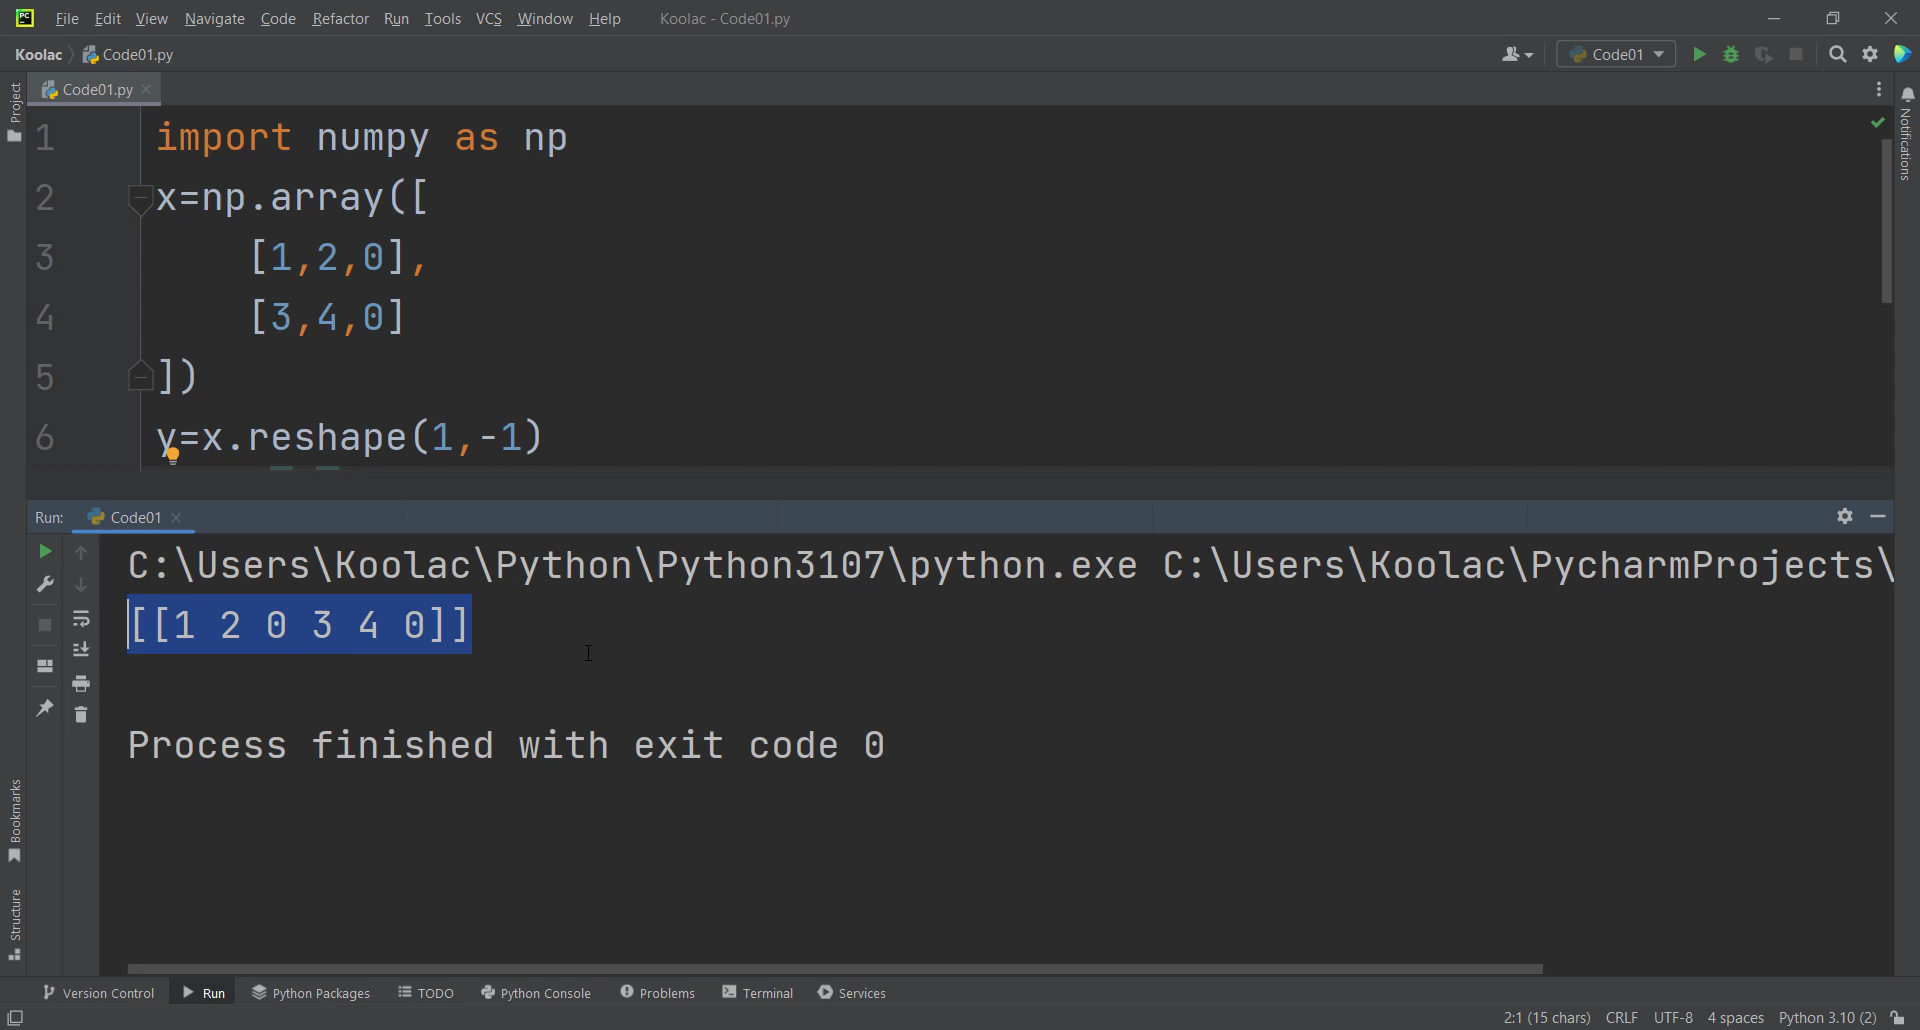 PC File Edit View Navigate Code Refactor Run Tools VCS Window Help Koolac - Code01.py
Koolac Code01.py Code01
Project Code01.py Notifications
1 import numpy as np
2 x=np.array([
3 [1,2,0],
4 [3,4,0]
5 ])
6 y=x.reshape(1,-1)
Run: Code01
C:\Users\Koolac\Python\Python3107\python.exe C:\Users\Koolac\PycharmProjects\
[[1 2 0 3 4 0]]
Process finished with exit code 0
Bookmarks
Structure
Version Control Run Python Packages TODO Python Console Problems Terminal Services
2:1 (15 chars) CRLF UTF-8 4 spaces Python 3.10 (2)